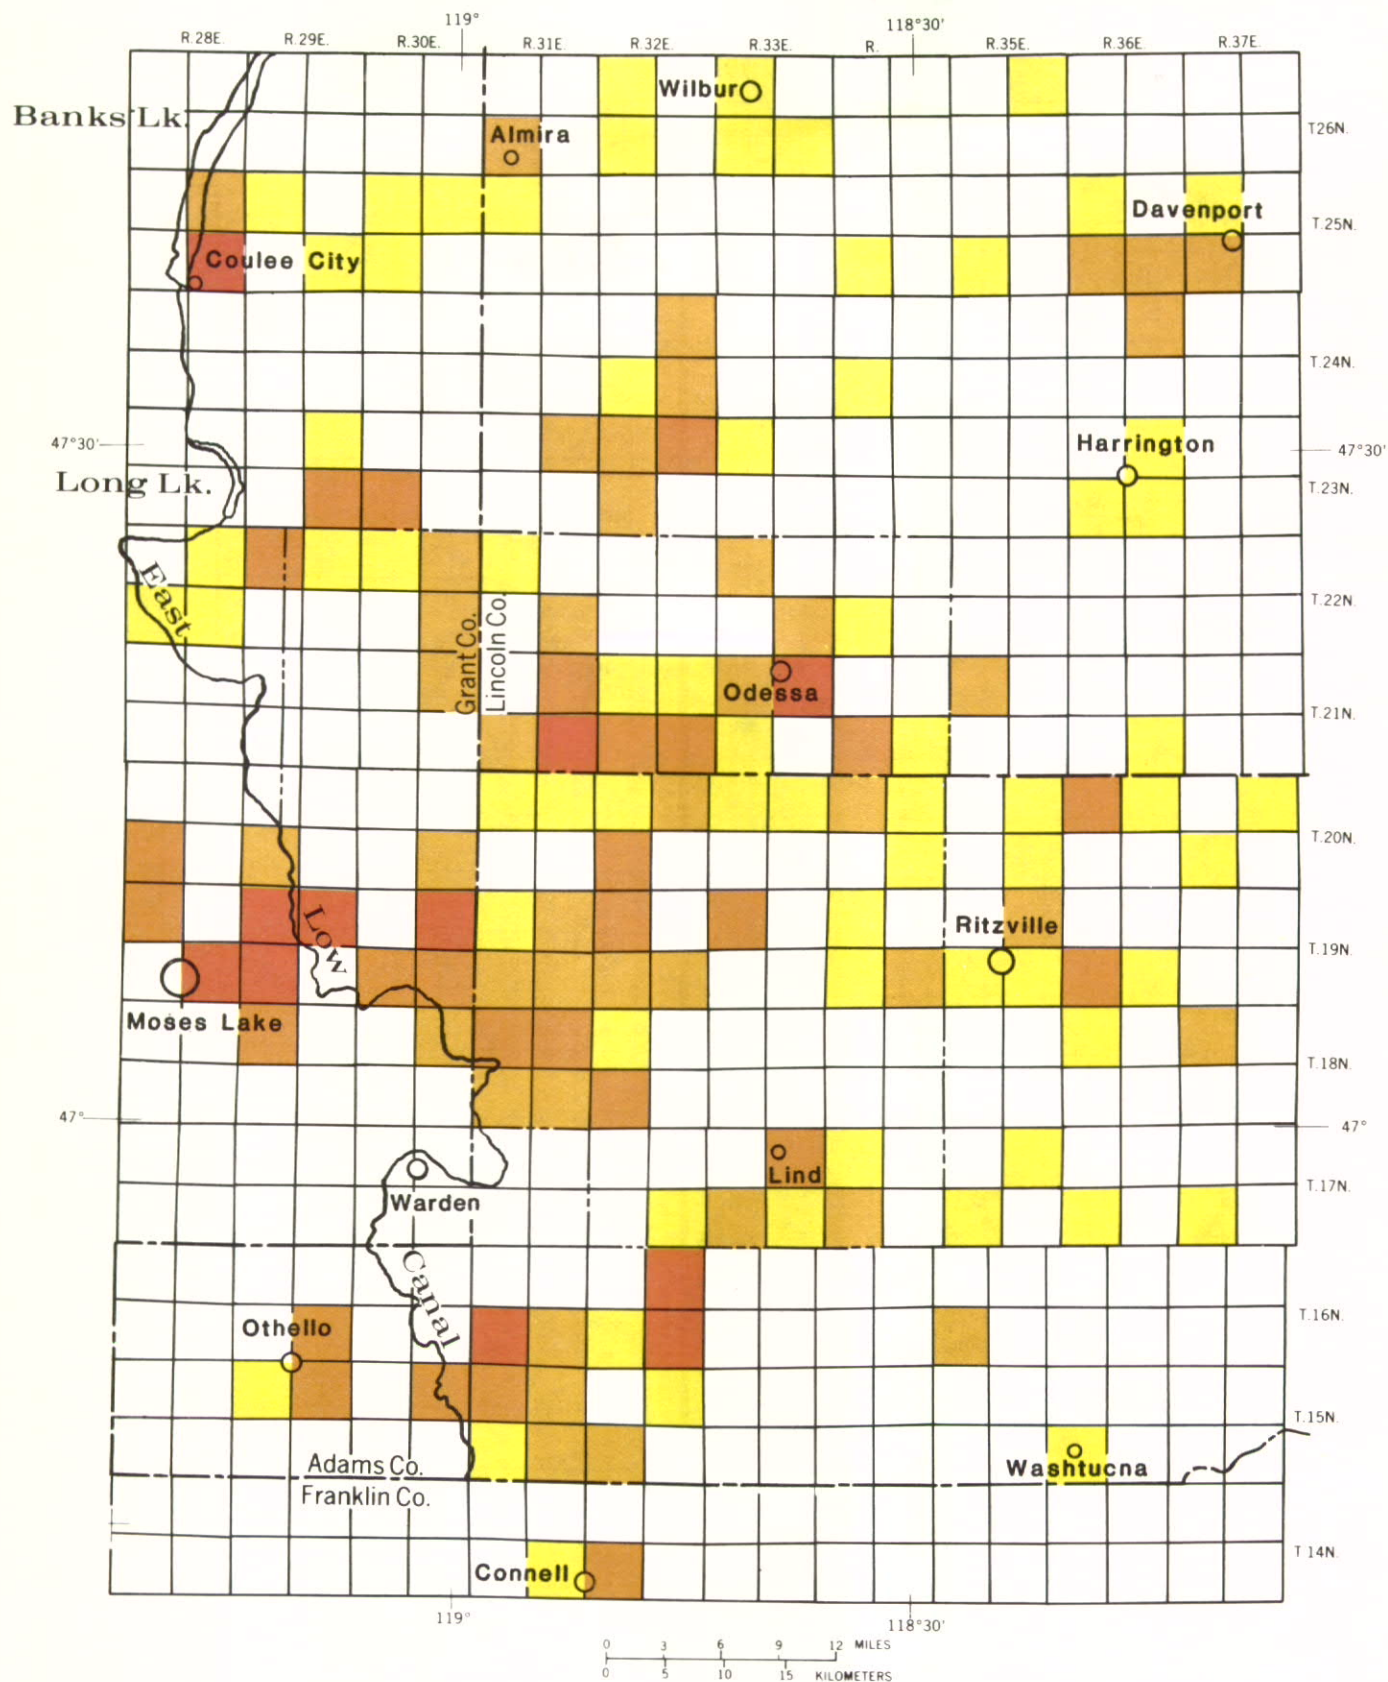 119°
118°30'
R.28E.
R.29E.
R.30E.
R.31E.
R.32E.
R.33E.
R.
R.35E.
R.36E.
R.37E.
Wilbur
Banks Lk.
Almira
T26N.
Davenport
T.25N.
Coulee City
T.24N.
47°30'
Harrington
47°30'
Long Lk.
T.23N.
East
T.22N.
Grant Co.
Lincoln Co.
Odessa
T.21N.
T.20N.
Low
Ritzville
T.19N.
Moses Lake
T.18N.
47°
47°
Lind
T.17N.
Warden
Canal
T.16N.
Othello
T.15N.
Adams Co.
Washtucna
Franklin Co.
T 14N.
Connell
119°
118°30'
0 3 6 9 12 MILES
0 5 10 15 KILOMETERS